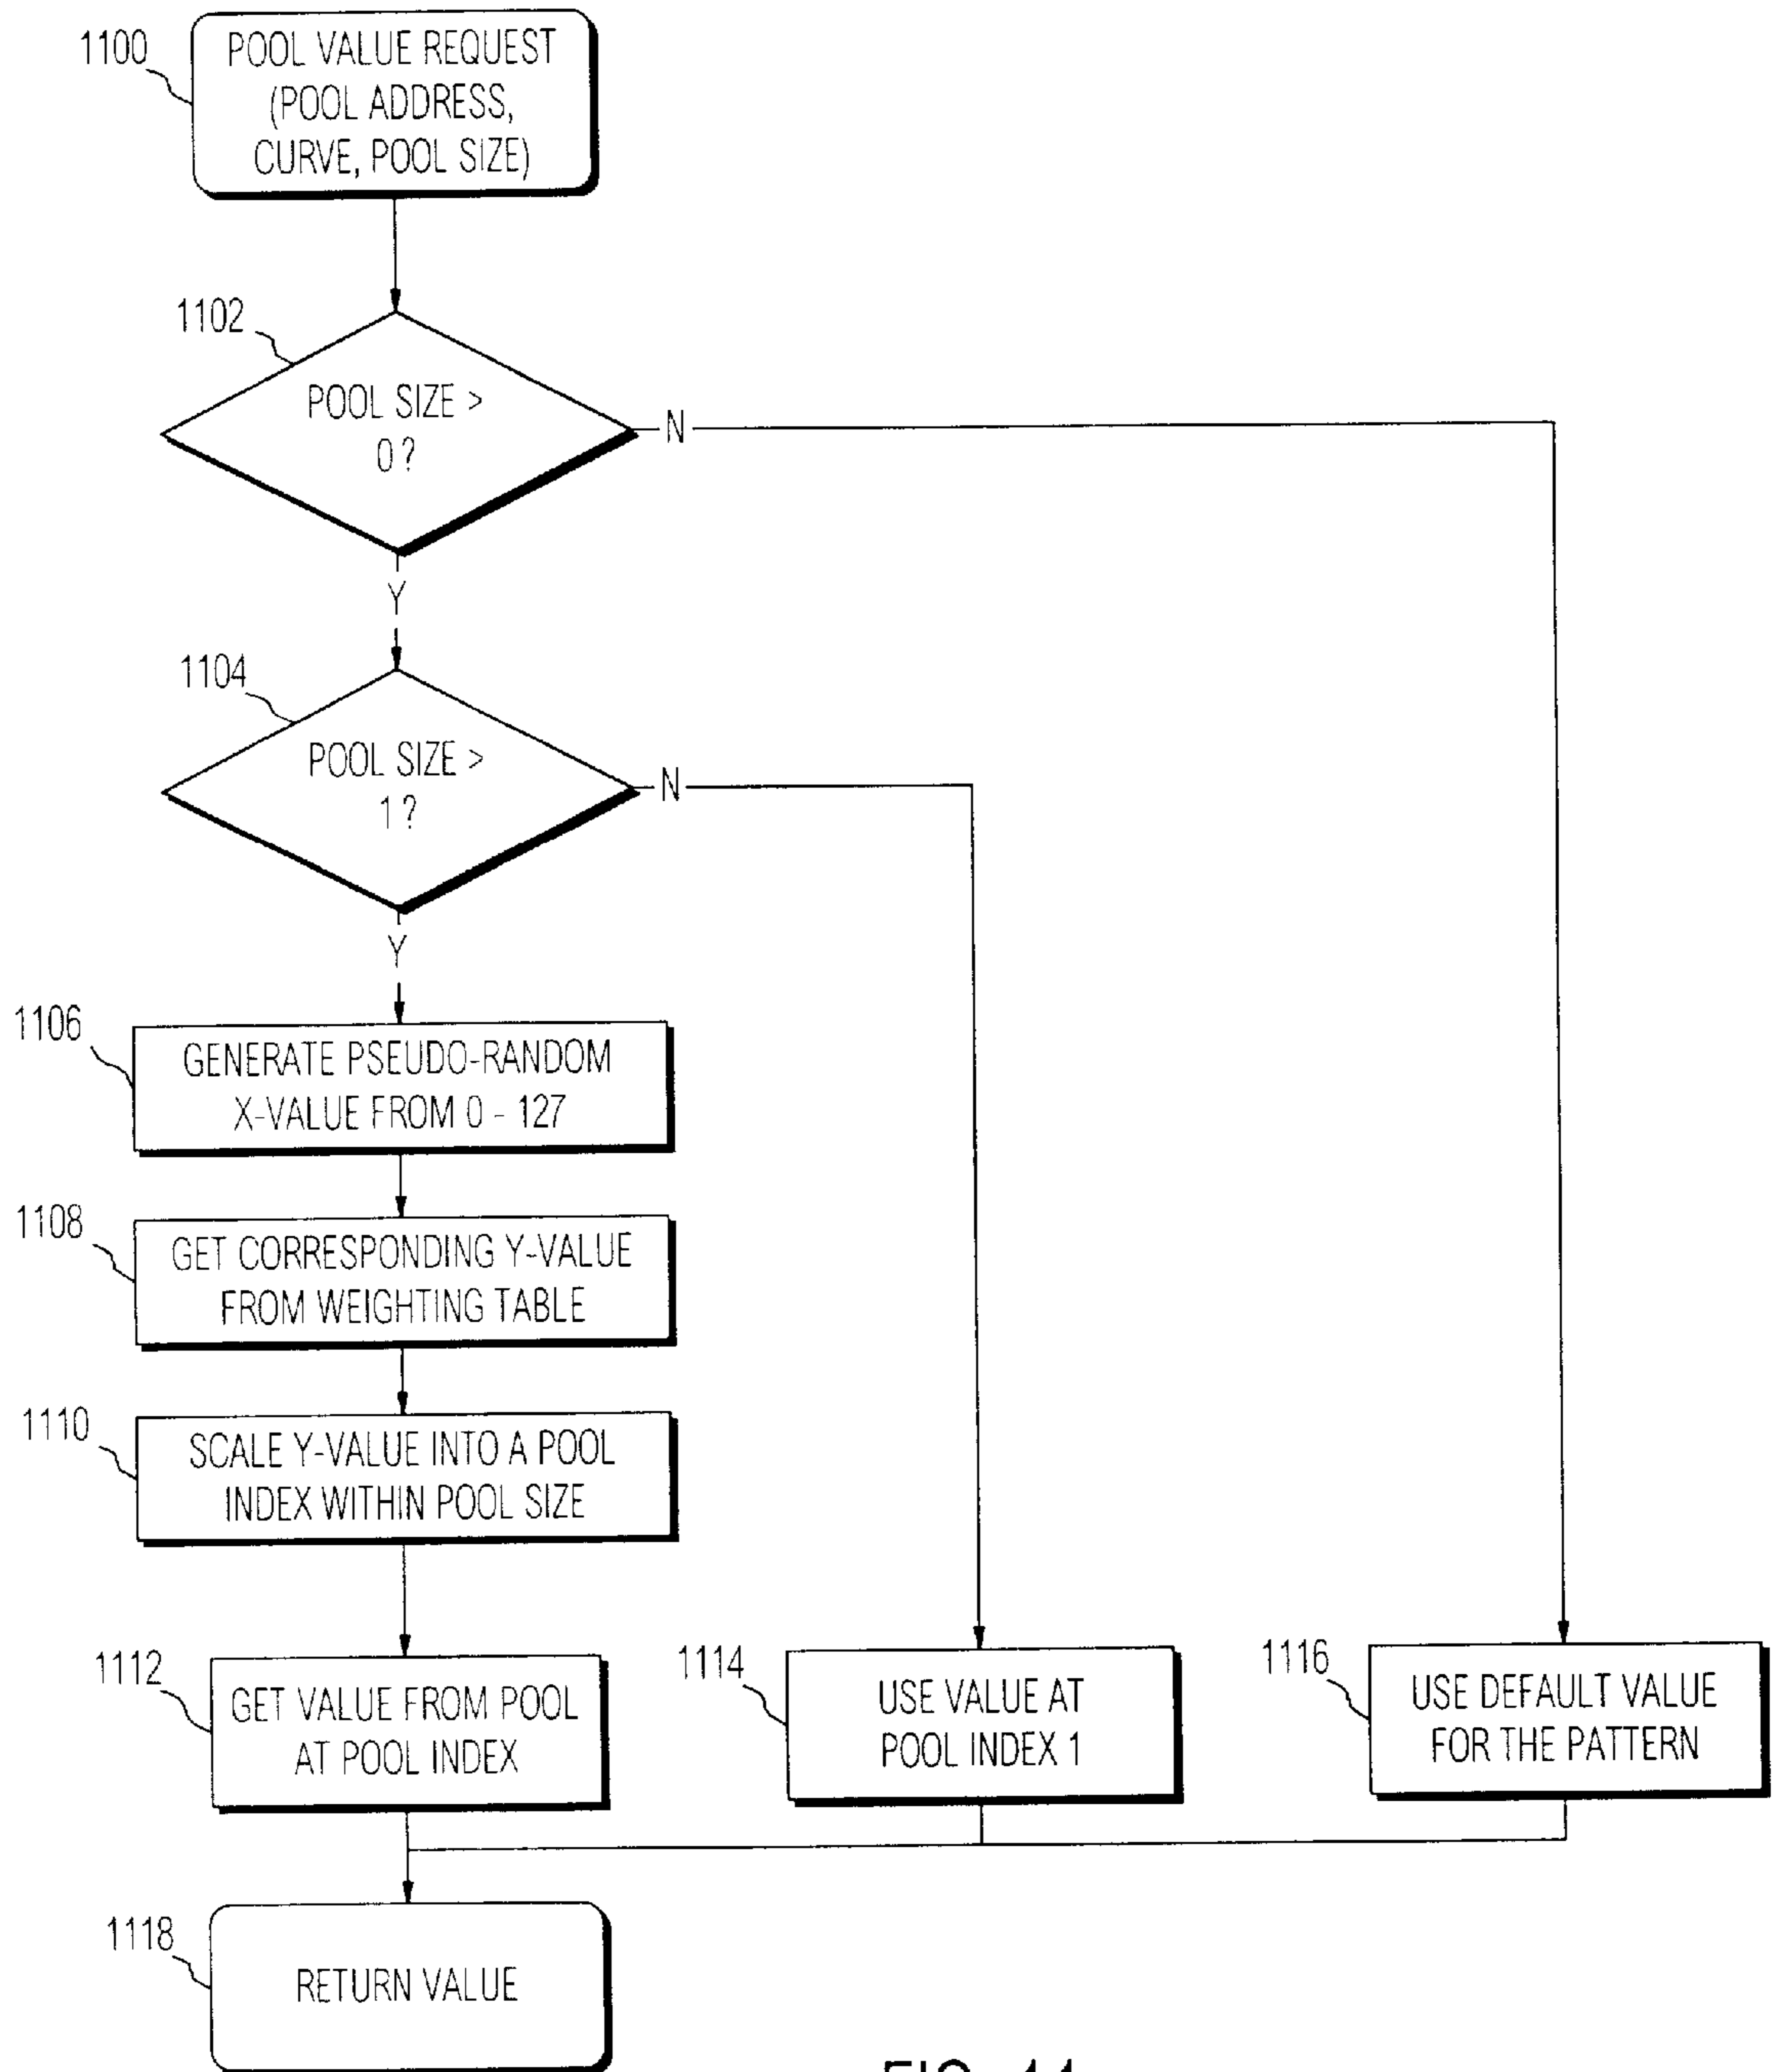 1100
POOL VALUE REQUEST
(POOL ADDRESS,
CURVE, POOL SIZE)
1102
POOL SIZE >
0?
N
Y
1104
POOL SIZE >
1?
N
Y
1106
GENERATE PSEUDO-RANDOM
X-VALUE FROM 0 - 127
1108
GET CORRESPONDING Y-VALUE
FROM WEIGHTING TABLE
1110
SCALE Y-VALUE INTO A POOL
INDEX WITHIN POOL SIZE
1112
GET VALUE FROM POOL
AT POOL INDEX
1114
USE VALUE AT
POOL INDEX 1
1116
USE DEFAULT VALUE
FOR THE PATTERN
1118
RETURN VALUE
FIG. 11